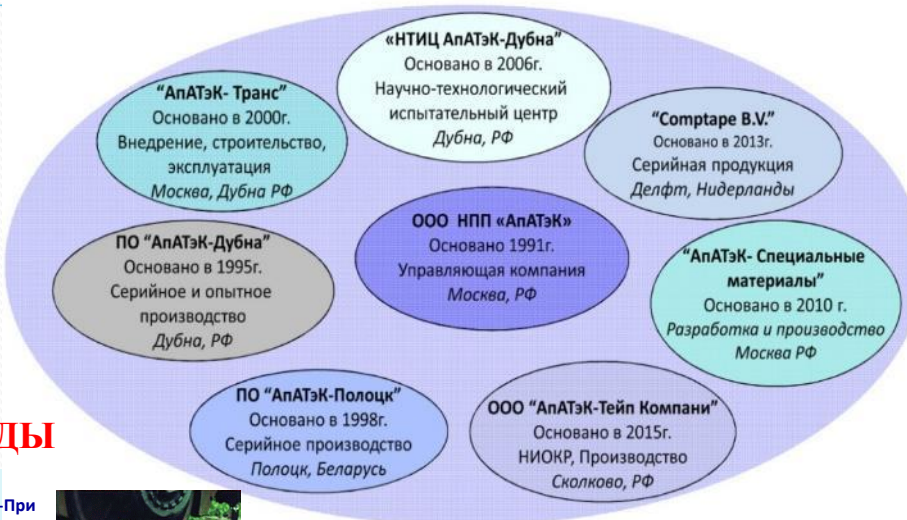 «НТИЦ АпАТэК-Дубна”
Основано в 2006г.
Научно-технологический
испытательный центр
Дубна, РФ
“АпАТэК- Транс”
Основано в 2000г.
Внедрение, строительство,
эксплуатация
Москва, Дубна РФ
“Comptape B.V.”
Основано в 2013г.
Серийная продукция
Делфт, Нидерланды
ООО НПП «АпАТэК»
Основано 1991г.
Управляющая компания
Москва, РФ
ПО “АпАТэК-Дубна”
Основано в 1995г.
Серийное и опытное
производство
Дубна, РФ
“АпАТэК- Специальные
материалы”
Основано в 2010 г.
Разработка и производство
Москва РФ
ПО “АпАТэК-Полоцк”
Основано в 1998г.
Серийное производство
Полоцк, Беларусь
ООО “АпАТэК-Тейп Компани”
Основано в 2015г.
НИОКР, Производство
Сколково, РФ
ДЫ
-При